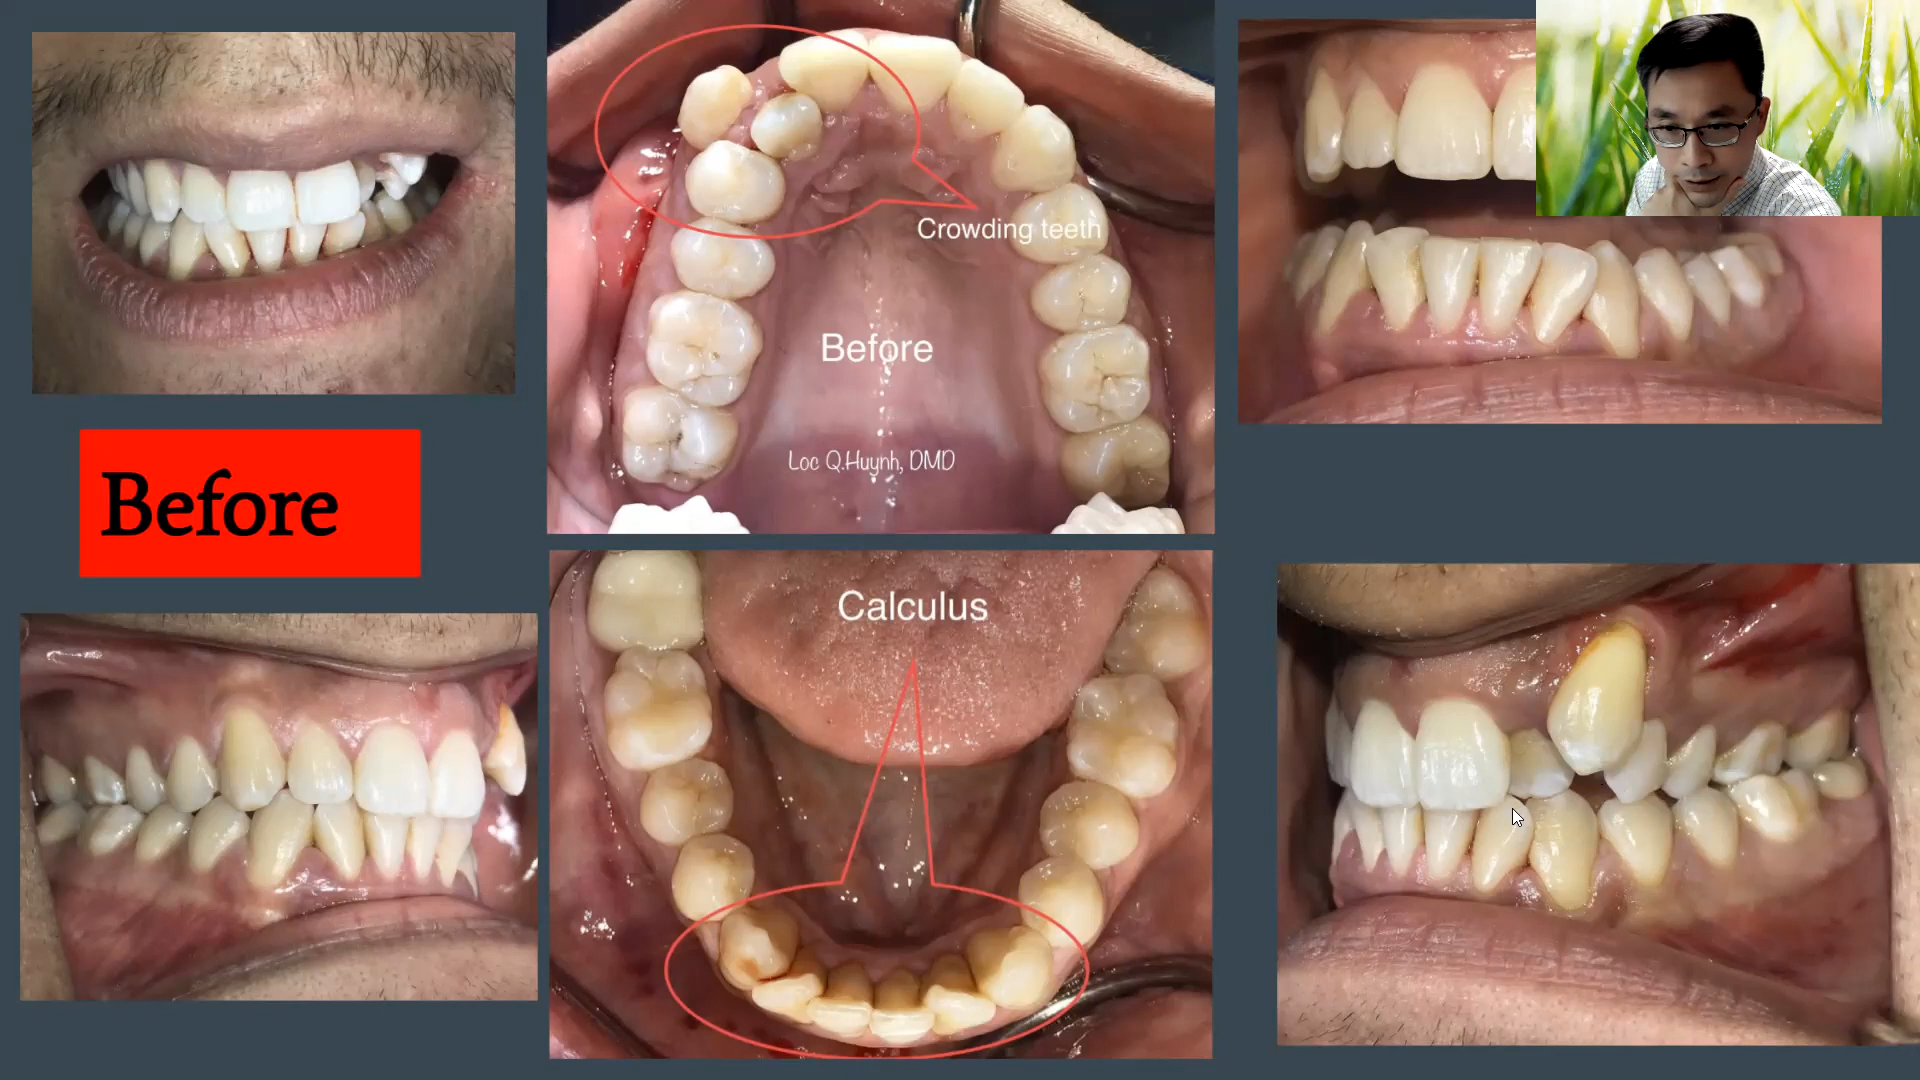 Crowding teeth
Before
Loc Q.Huynh, DMD
Before
Calculus